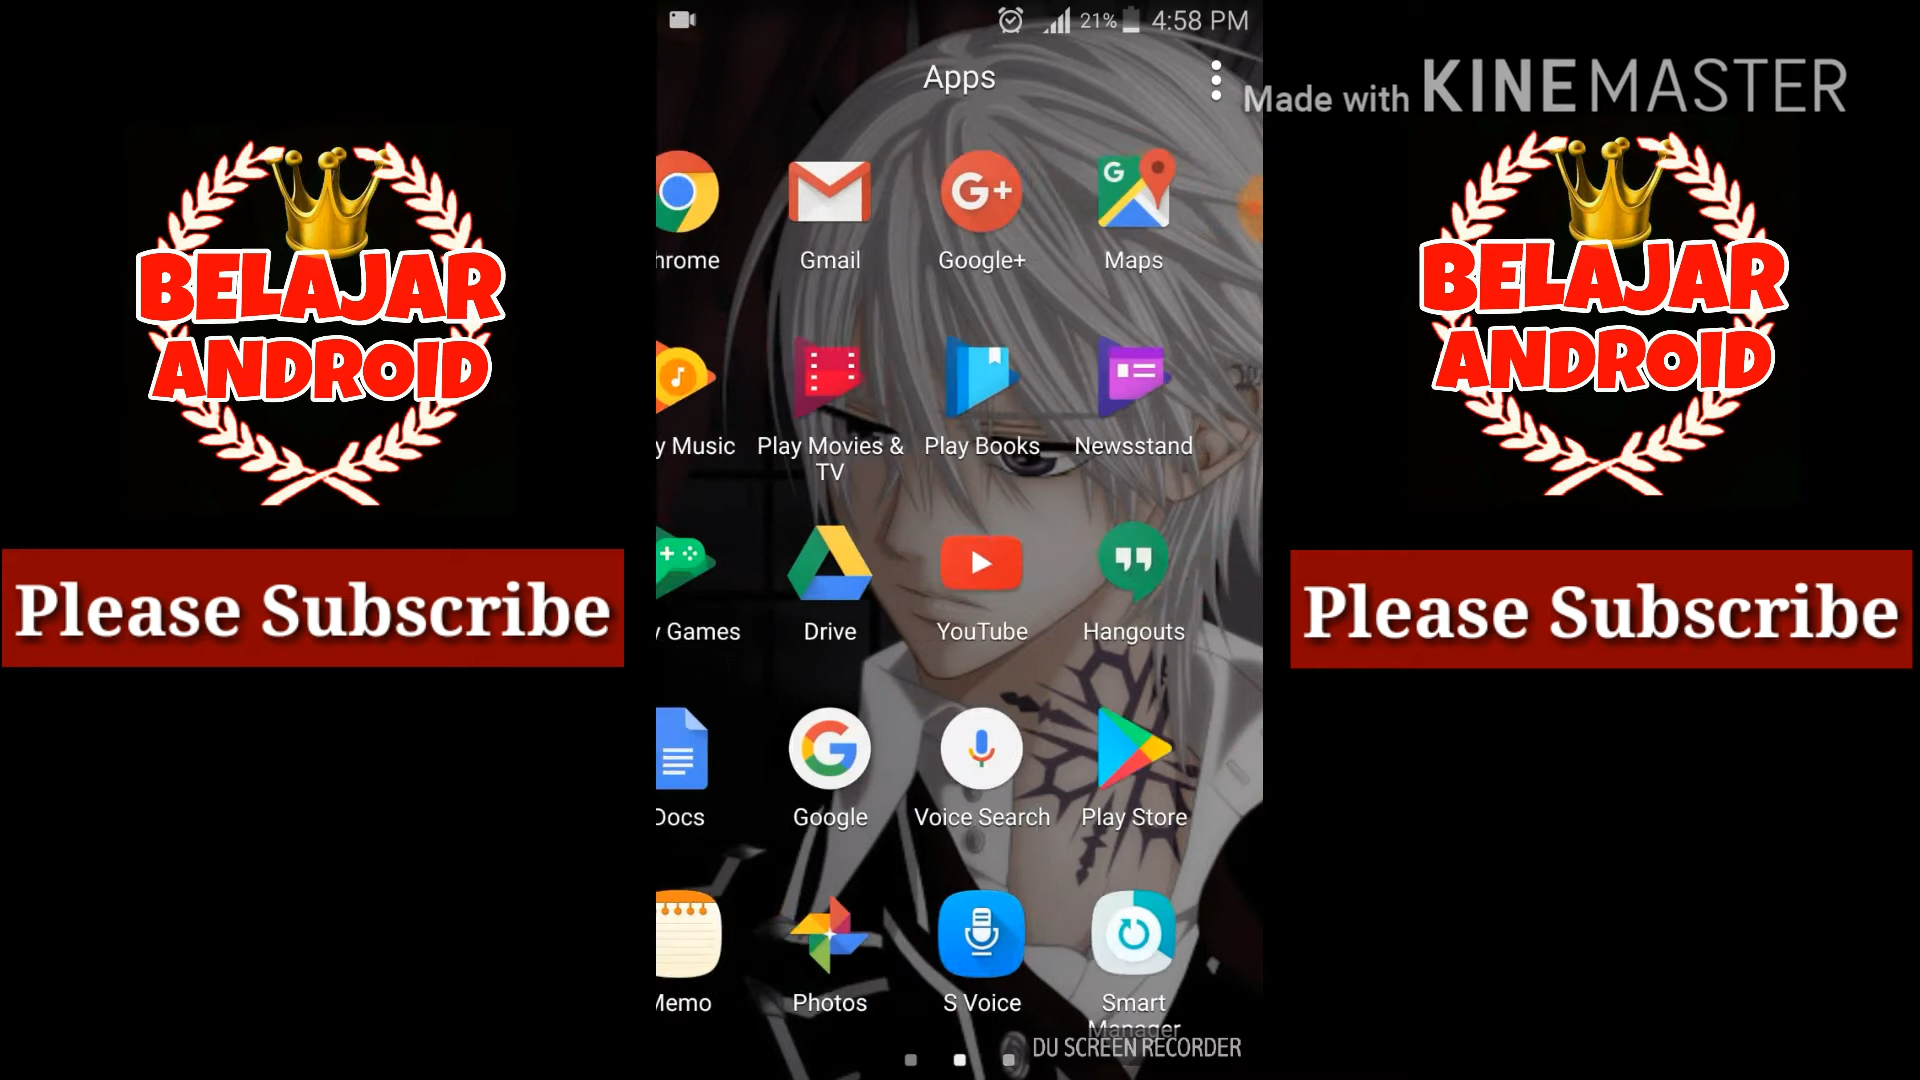 21% 4:58 PM
Apps
Made with KINEMASTER
BELAJAR
ANDROID
BELAJAR
ANDROID
hrome Gmail Google+ Maps
y Music Play Movies & TV Play Books Newsstand
Please Subscribe
Please Subscribe
y Games Drive YouTube Hangouts
Docs Google Voice Search Play Store
Memo Photos S Voice Smart Manager
DU SCREEN RECORDER